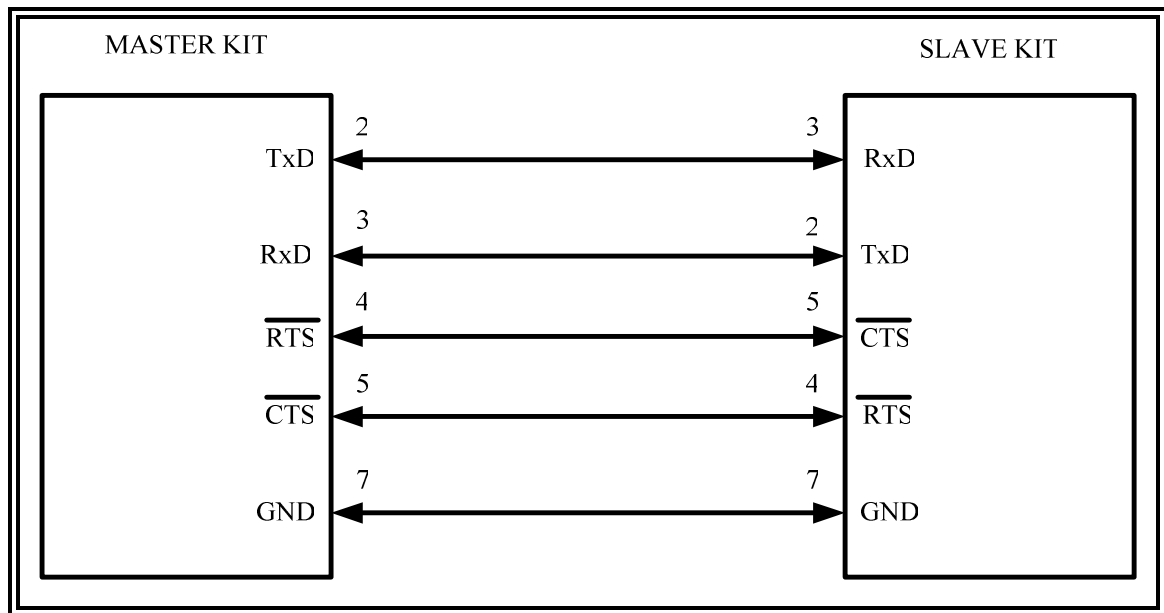 MASTER KIT
SLAVE KIT
2
3
TxD
RxD
3
2
RxD
TxD
4
5
RTS
CTS
5
4
CTS
RTS
7
7
GND
GND